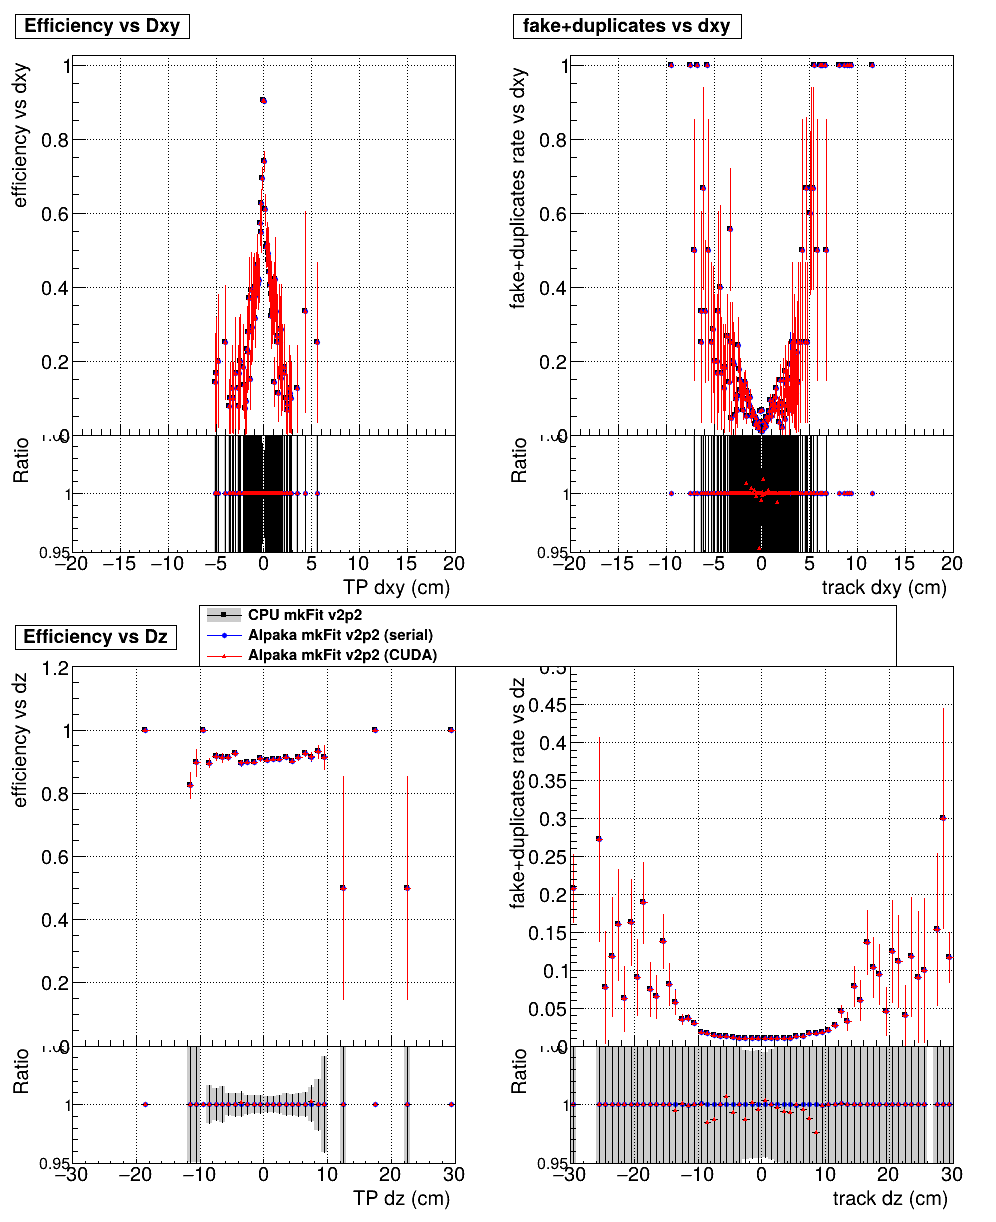 Efficiency vs Dxy
efficiency vs dxy
1
0.8
0.6
0.4
0.2
0
Ratio
1
0.95
−20 −15 −10 −5 0 5 10 15 20
TP dxy (cm)
fake+duplicates vs dxy
fake+duplicates rate vs dxy
1
0.8
0.6
0.4
0.2
0
Ratio
1
0.95
−20 −15 −10 −5 0 5 10 15 20
track dxy (cm)
CPU mkFit v2p2
Alpaka mkFit v2p2 (serial)
Alpaka mkFit v2p2 (CUDA)
Efficiency vs Dz
efficiency vs dz
1.2
1
0.8
0.6
0.4
0.2
0
Ratio
1
0.95
−30 −20 −10 0 10 20 30
TP dz (cm)
fake+duplicates rate vs dz
0.5
0.45
0.4
0.35
0.3
0.25
0.2
0.15
0.1
0.05
0
Ratio
1
0.95
−30 −20 −10 0 10 20 30
track dz (cm)